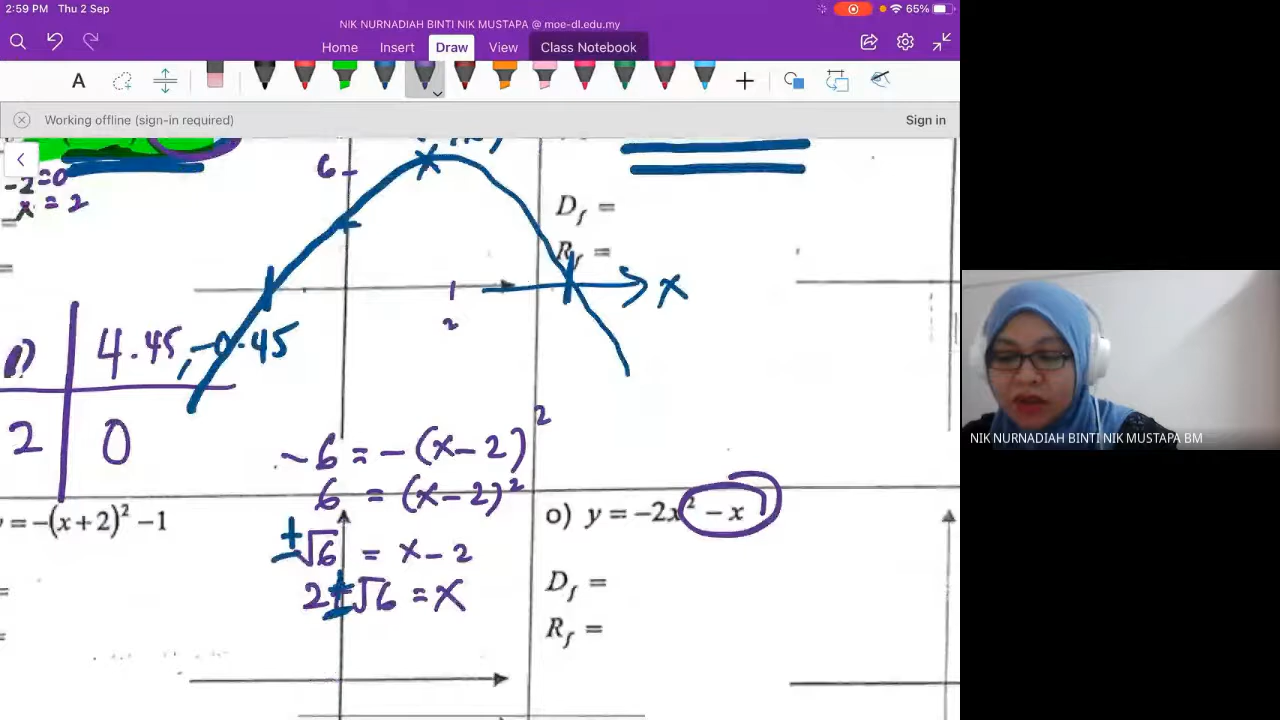 2:59 PM Thu 2 Sep
65%
NIK NURNADIAH BINTI NIK MUSTAPA @ moe-dl.edu.my
Home Insert Draw View Class Notebook
A
Working offline (sign-in required)
Sign in
-2=0
x = 2
6
D_f =
R_f =
x
2
4.45, -0.45
2 0
-6 = -(x-2)²
6 = (x-2)²
±√6 = x-2
2±√6 = x
y = -(x+2)² -1
o) y = -2x² - x
D_f =
R_f =
NIK NURNADIAH BINTI NIK MUSTAPA BM